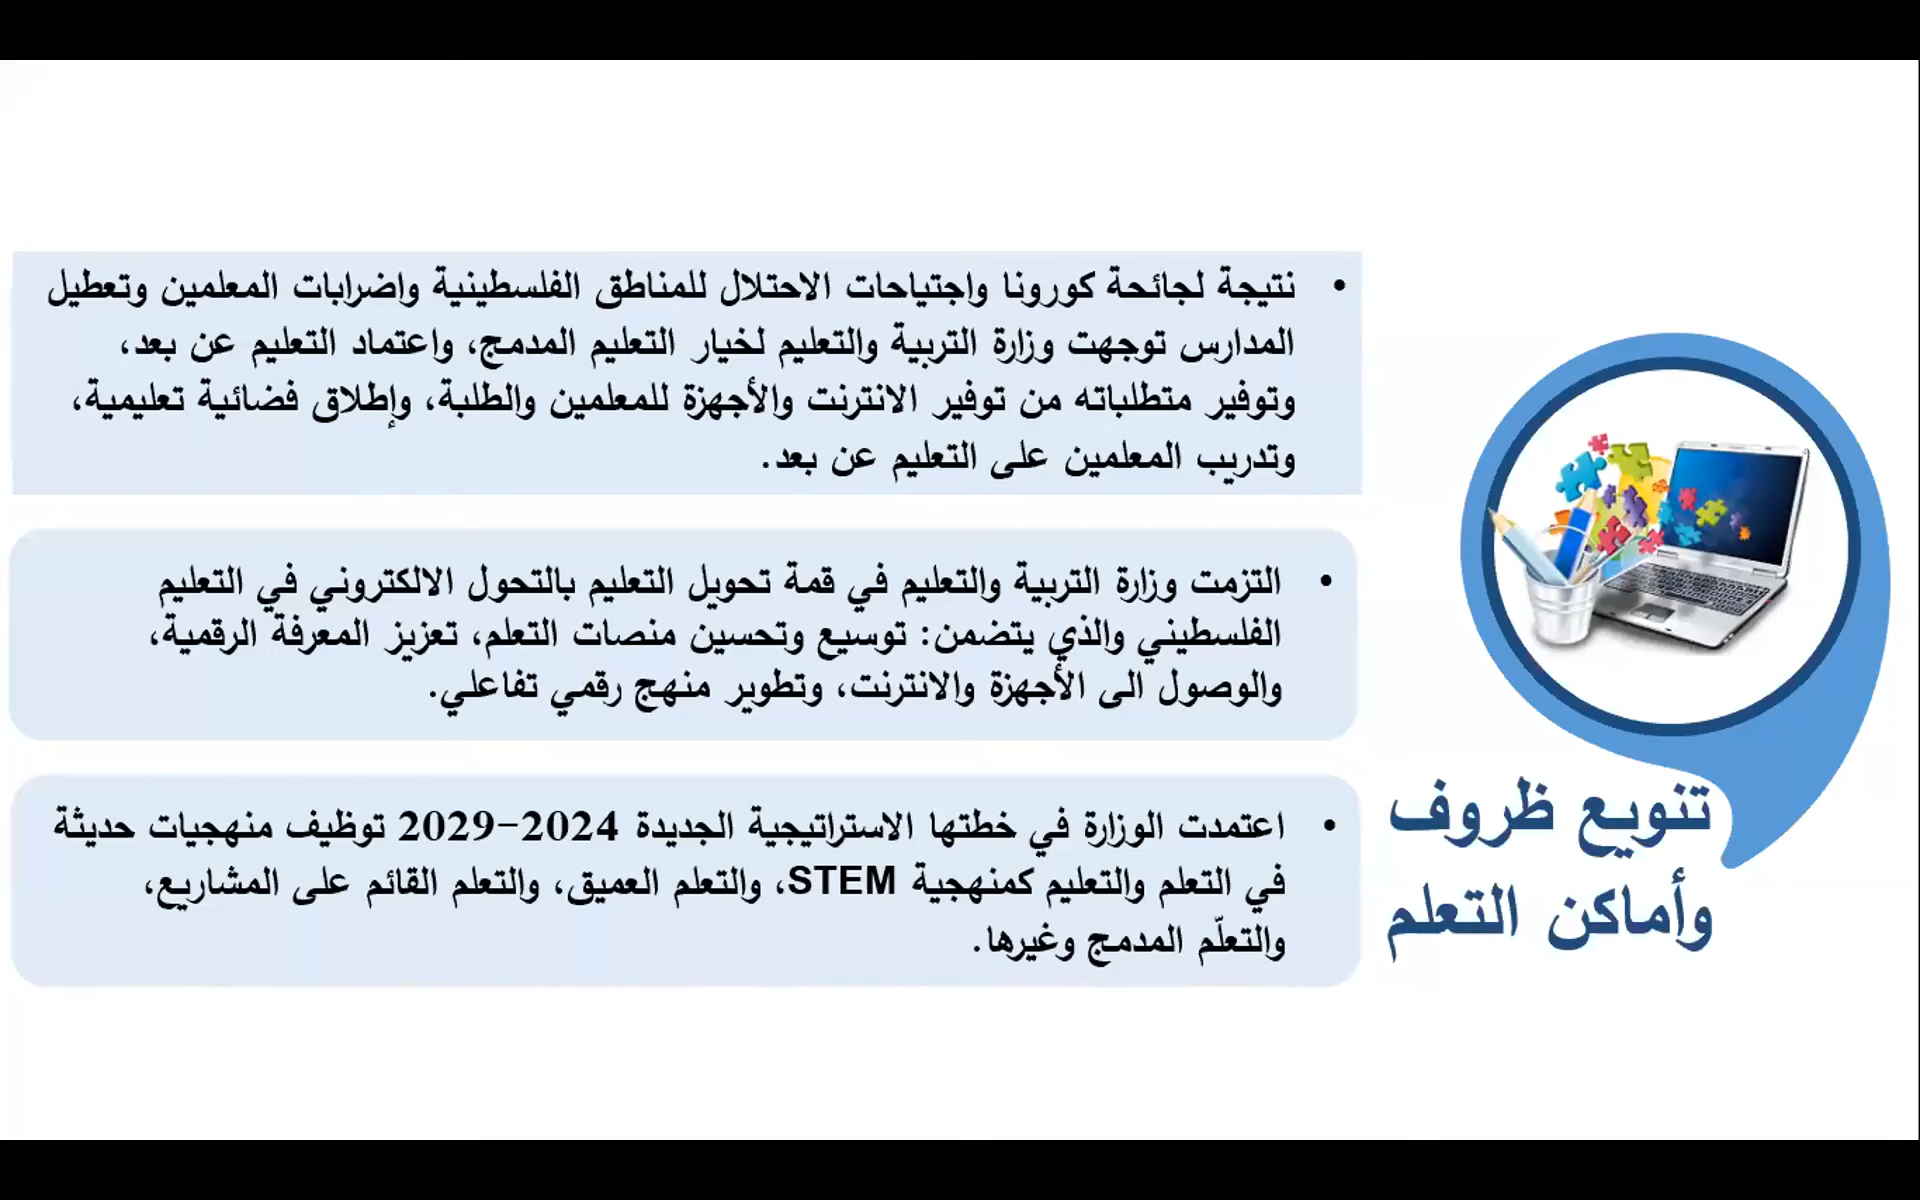 • نتيجة لجائحة كورونا واجتياحات الاحتلال للمناطق الفلسطينية واضرابات المعلمين وتعطيل
المدارس توجهت وزارة التربية والتعليم لخيار التعليم المدمج، واعتماد التعليم عن بعد،
وتوفير متطلباته من توفير الانترنت والأجهزة للمعلمين والطلبة، وإطلاق فضائية تعليمية،
وتدريب المعلمين على التعليم عن بعد.
• التزمت وزارة التربية والتعليم في قمة تحويل التعليم بالتحول الالكتروني في التعليم
الفلسطيني والذي يتضمن: توسيع وتحسين منصات التعلم، تعزيز المعرفة الرقمية،
والوصول الى الأجهزة والانترنت، وتطوير منهج رقمي تفاعلي.
• اعتمدت الوزارة في خطتها الاستراتيجية الجديدة 2024-2029 توظيف منهجيات حديثة
في التعلم والتعليم كمنهجية STEM، والتعلم العميق، والتعلم القائم على المشاريع،
والتعلّم المدمج وغيرها.
تنويع ظروف
وأماكن التعلم